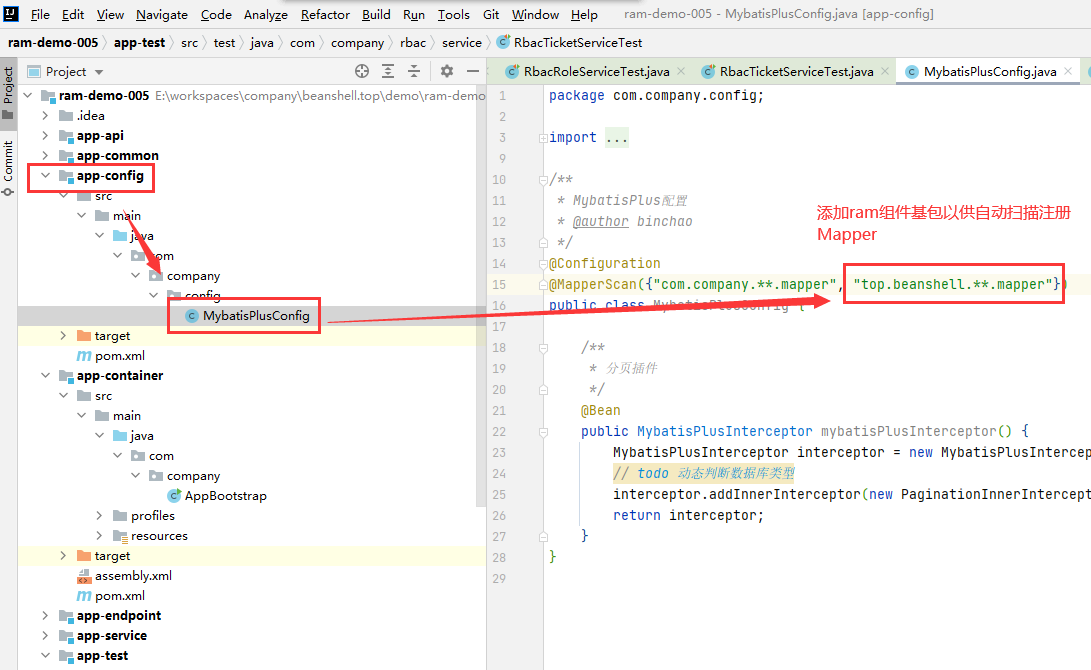 File Edit View Navigate Code Analyze Refactor Build Run Tools Git Window Help ram-demo-005 - MybatisPlusConfig.java [app-config]
ram-demo-005 app-test src test java com company rbac service RbacTicketServiceTest
Project
RbacRoleServiceTest.java RbacTicketServiceTest.java MybatisPlusConfig.java
Project
Commit
ram-demo-005 E:\workspaces\company\beanshell.top\demo\ram-demo
.idea
app-api
app-common
app-config
src
main
java
com
company
config
MybatisPlusConfig
target
pom.xml
app-container
src
main
java
com
company
AppBootstrap
profiles
resources
target
assembly.xml
pom.xml
app-endpoint
app-service
app-test
1 package com.company.config;
2
3 import ...
9
10 /**
11 * MybatisPlus配置
12 * @author binchao
13 */
14 @Configuration
15 @MapperScan({"com.company.**.mapper", "top.beanshell.**.mapper"})
16 public class MybatisPlusConfig {
17
18 /**
19 * 分页插件
20 */
21 @Bean
22 public MybatisPlusInterceptor mybatisPlusInterceptor() {
23 MybatisPlusInterceptor interceptor = new MybatisPlusIntercep
24 // todo 动态判断数据库类型
25 interceptor.addInnerInterceptor(new PaginationInnerIntercept
26 return interceptor;
27 }
28 }
29
添加ram组件基包以供自动扫描注册
Mapper